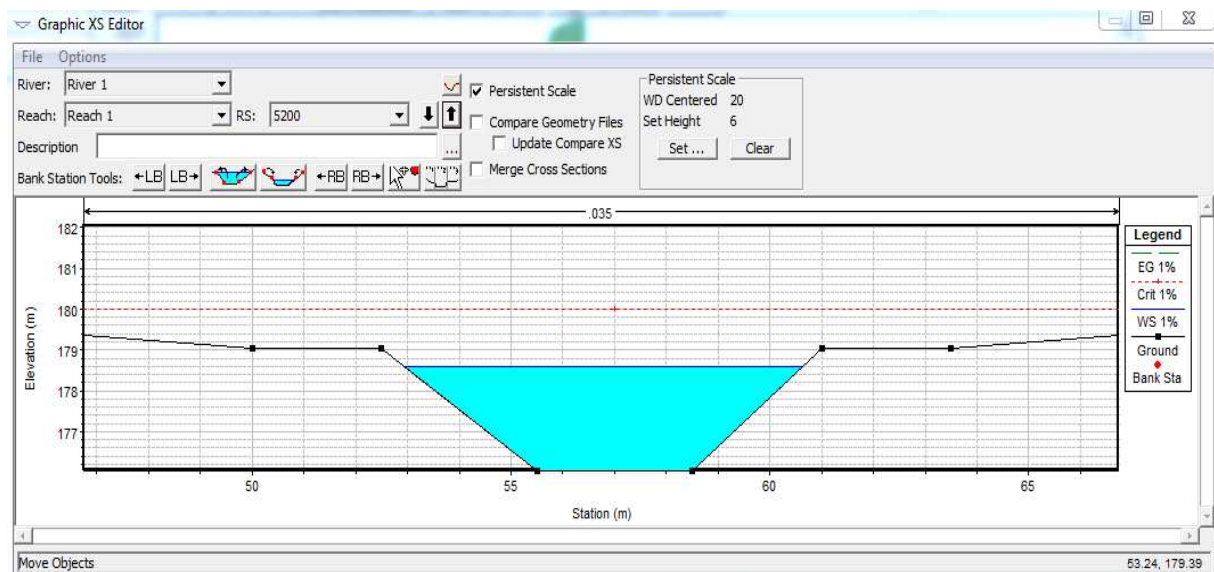 Graphic XS Editor
File Options
River: River 1
Reach: Reach 1 RS: 5200
Description ...
Bank Station Tools: LB LB RB RB
Persistent Scale
Compare Geometry Files
Update Compare XS
Merge Cross Sections
Persistent Scale
WD Centered 20
Set Height 6
Set ... Clear
.035
182
181
180
179
178
177
Elevation (m)
50 55 60 65
Station (m)
Legend
EG 1%
Crit 1%
WS 1%
Ground
Bank Sta
Move Objects 53.24, 179.39